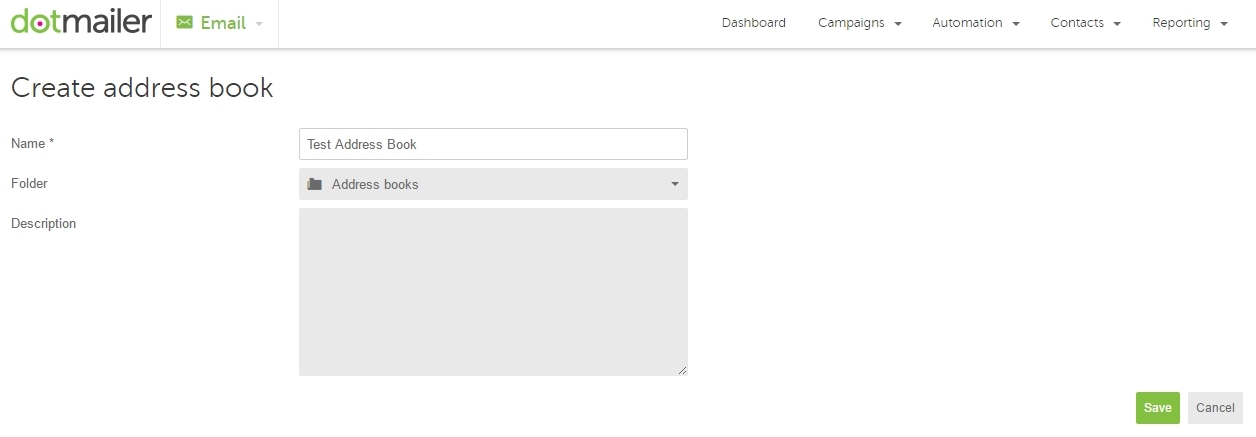 dotmailer Email Dashboard Campaigns Automation Contacts Reporting
Create address book
Name * Test Address Book
Folder Address books
Description
Save Cancel